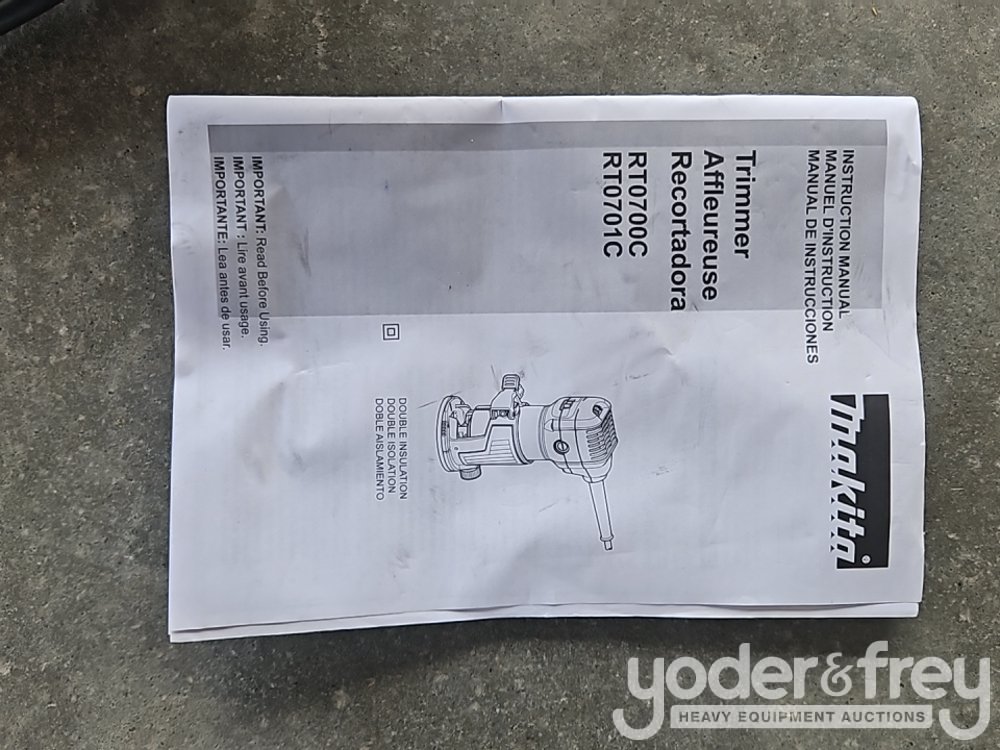 INSTRUCTION MANUAL
MANUEL D'INSTRUCTION
MANUAL DE INSTRUCCIONES
makita®
Trimmer
Affleureuse
Recortadora
RT0700C
RT0701C
DOUBLE INSULATION
DOUBLE ISOLATION
DOBLE AISLAMIENTO
IMPORTANT: Read Before Using.
IMPORTANT : Lire avant usage.
IMPORTANTE: Lea antes de usar.
yoder&frey
HEAVY EQUIPMENT AUCTIONS